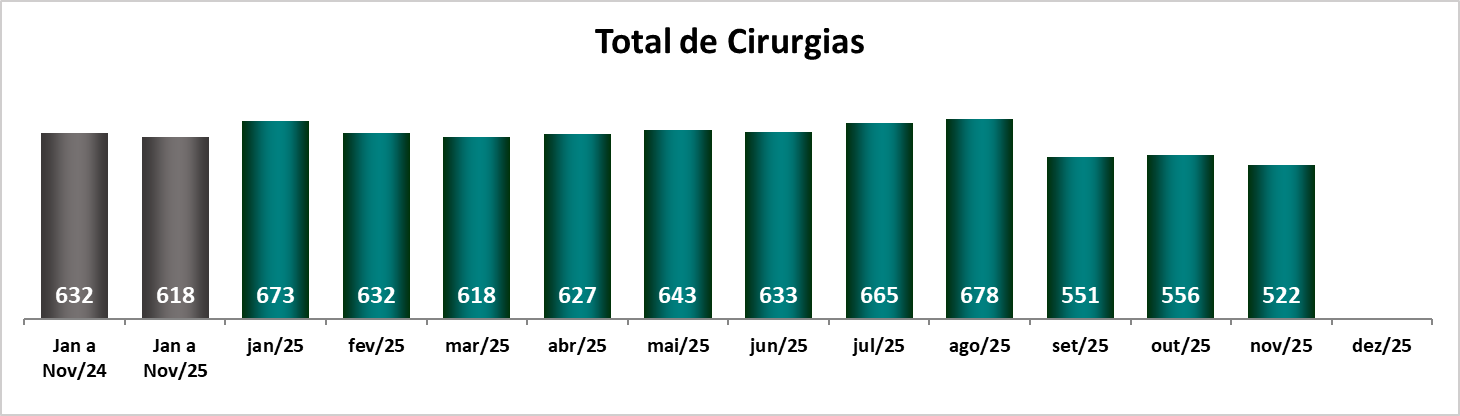 Total de Cirurgias
632 618 673 632 618 627 643 633 665 678 551 556 522
Jan a Jan a jan/25 fev/25 mar/25 abr/25 mai/25 jun/25 jul/25 ago/25 set/25 out/25 nov/25 dez/25
Nov/24 Nov/25